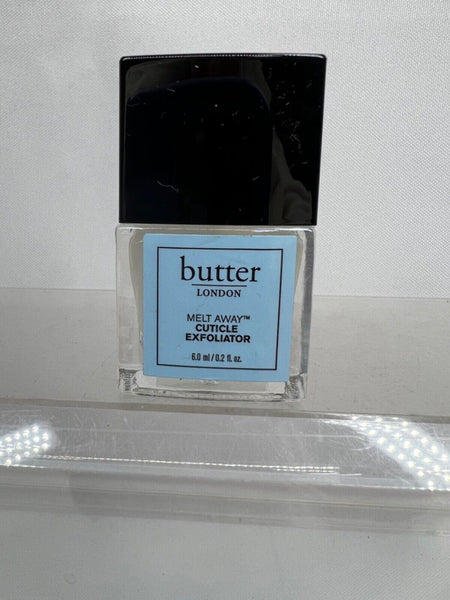 butter
LONDON
MELT AWAY™
CUTICLE
EXFOLIATOR
6.0 ml / 0.2 fl. oz.